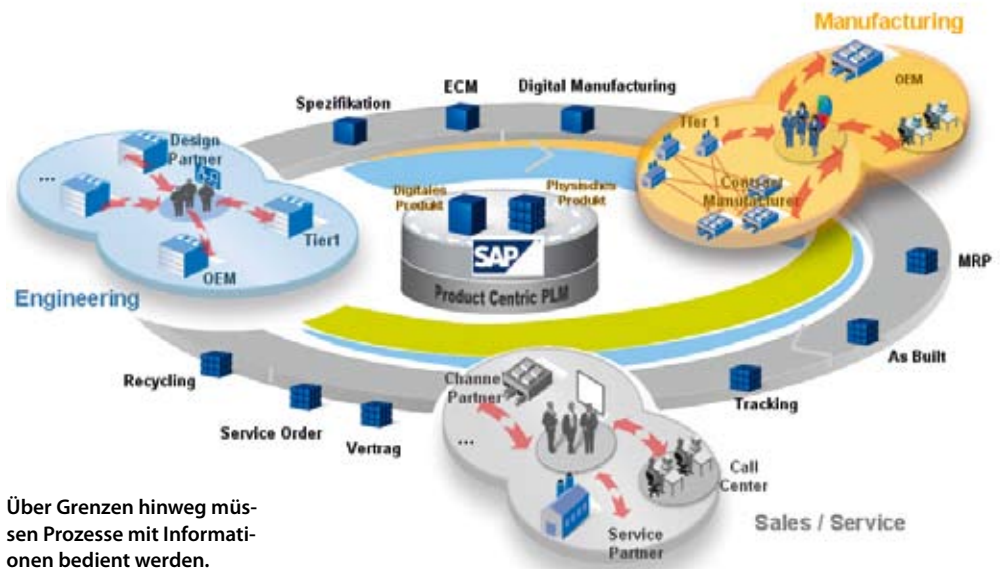 Manufacturing
OEM
Tier 1
Contract
Manufacturer
Spezifikation
ECM
Digital Manufacturing
Design
Partner
...
Tier1
OEM
Engineering
Digitales
Produkt
Physisches
Produkt
SAP
Product Centric PLM
MRP
As Built
Tracking
Recycling
Service Order
Vertrag
Channe
Partner
...
Call
Center
Service
Partner
Sales / Service
Über Grenzen hinweg müs-
sen Prozesse mit Informati-
onen bedient werden.